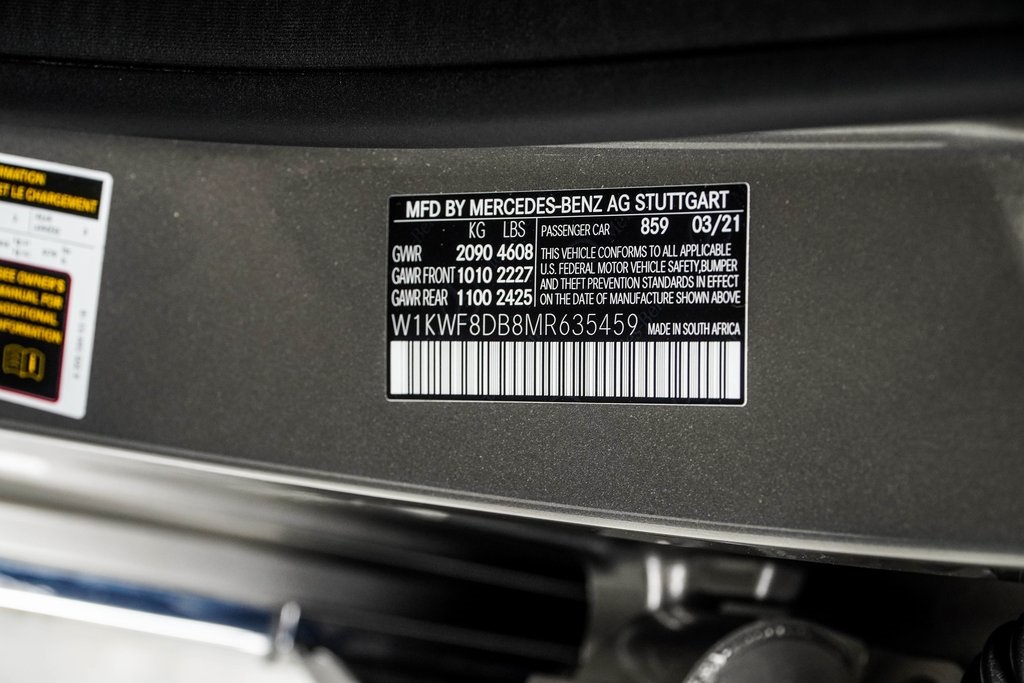 MATION
ET LE CHARGEMENT
SEE OWNER'S
MANUAL FOR
ADDITIONAL
FORMATION
MFD BY MERCEDES-BENZ AG STUTTGART
KG LBS PASSENGER CAR 859 03/21
GWR 2090 4608 THIS VEHICLE CONFORMS TO ALL APPLICABLE
GAWR FRONT 1010 2227 U.S. FEDERAL MOTOR VEHICLE SAFETY,BUMPER
AND THEFT PREVENTION STANDARDS IN EFFECT
GAWR REAR 1100 2425 ON THE DATE OF MANUFACTURE SHOWN ABOVE
W1KWF8DB8MR635459 MADE IN SOUTH AFRICA